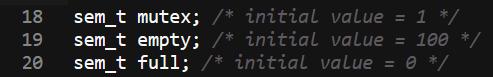 18 sem_t mutex; /* initial value = 1 */
19 sem_t empty; /* initial value = 100 */
20 sem_t full; /* initial value = 0 */